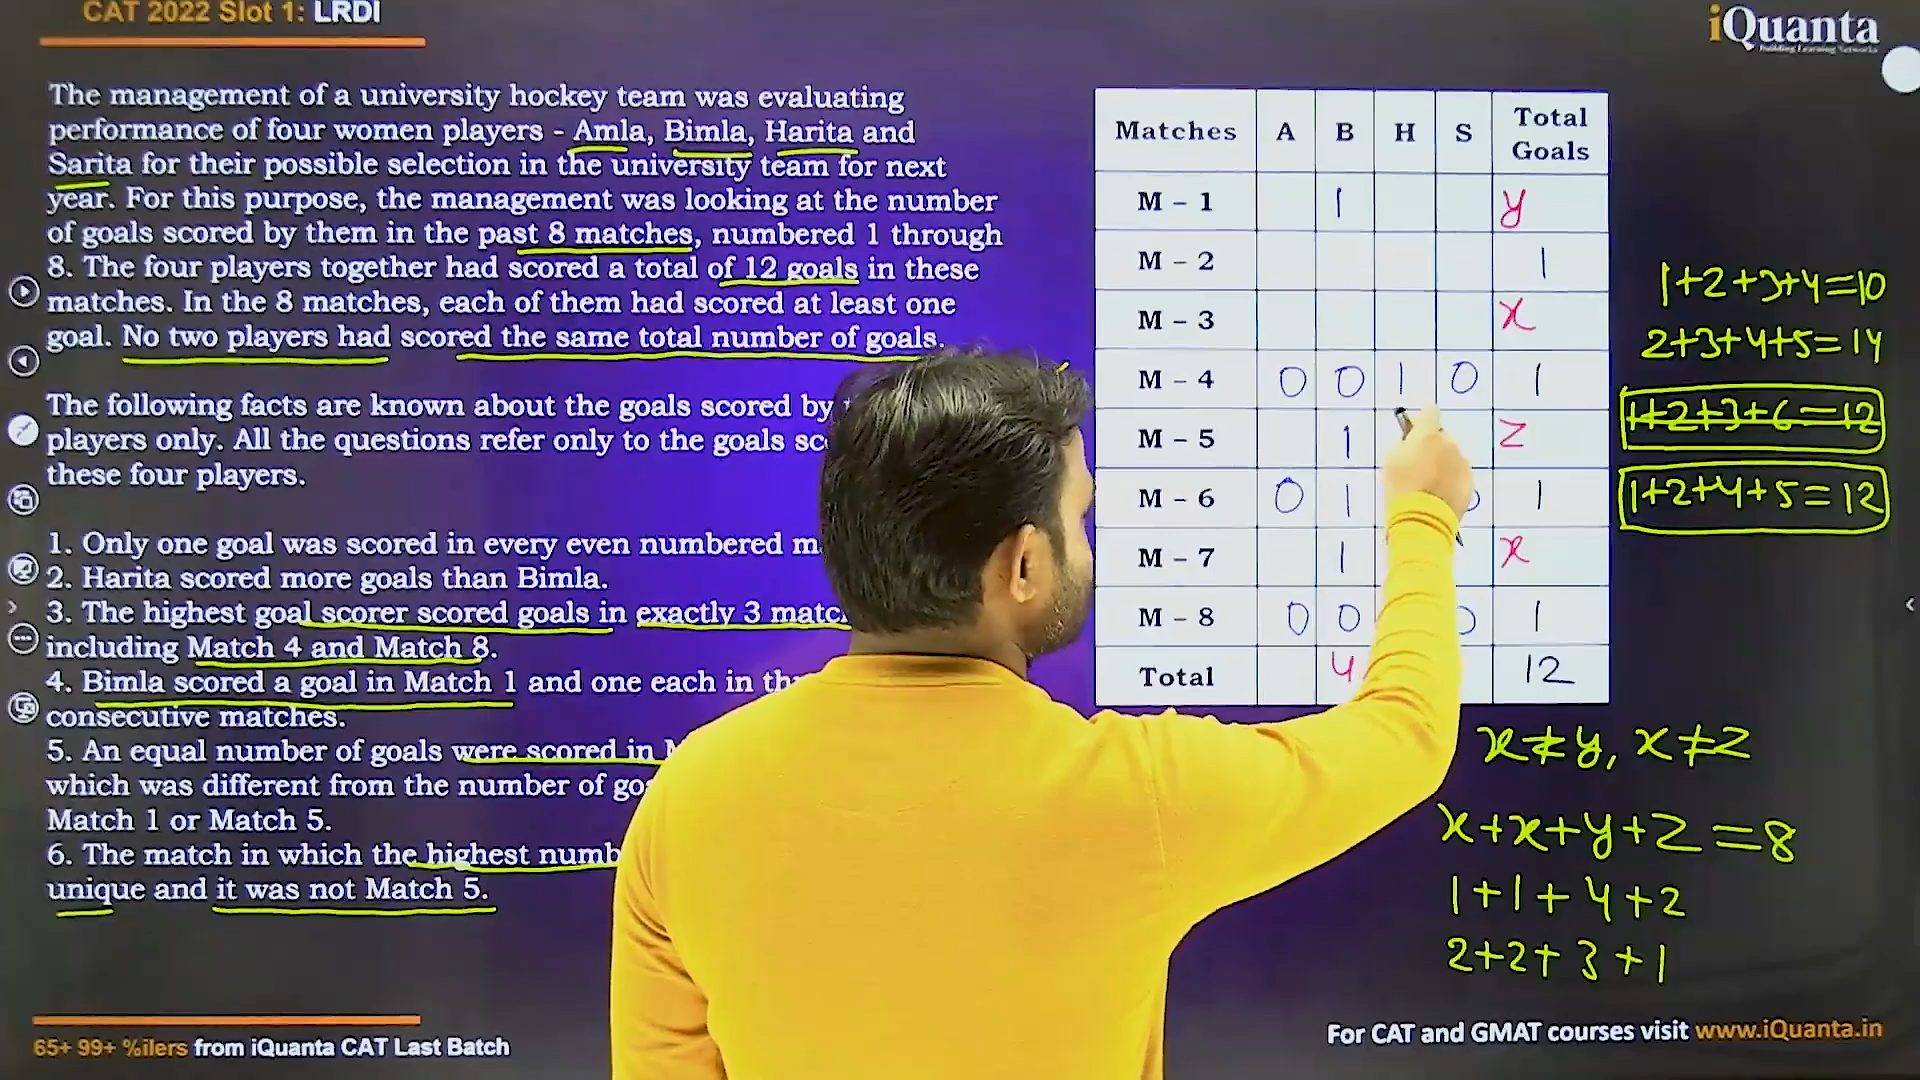 CAT 2022 Slot 1: LRDI
iQuanta
Building Learning Networks
The management of a university hockey team was evaluating
performance of four women players - Amla, Bimla, Harita and
Sarita for their possible selection in the university team for next
year. For this purpose, the management was looking at the number
of goals scored by them in the past 8 matches, numbered 1 through
8. The four players together had scored a total of 12 goals in these
matches. In the 8 matches, each of them had scored at least one
goal. No two players had scored the same total number of goals.
The following facts are known about the goals scored by
players only. All the questions refer only to the goals
these four players.
1. Only one goal was scored in every even numbered
2. Harita scored more goals than Bimla.
3. The highest goal scorer scored goals in exactly 3
including Match 4 and Match 8.
4. Bimla scored a goal in Match 1 and one each in
consecutive matches.
5. An equal number of goals were scored in
which was different from the number of
Match 1 or Match 5.
6. The match in which the highest
unique and it was not Match 5.
Matches A B H S Total Goals
M - 1 1 y
M - 2 1
M - 3 x
M - 4 0 0 1 0 1
M - 5 1 z
M - 6 0 1 1
M - 7 1 x
M - 8 0 0 0 1
Total 4 12
1+2+3+4=10
2+3+4+5=14
1+2+3+6=12
1+2+4+5=12
x≠y, x≠z
x+x+y+z=8
1+1+4+2
2+2+3+1
65+ 99+ %ilers from iQuanta CAT Last Batch
For CAT and GMAT courses visit www.iQuanta.in